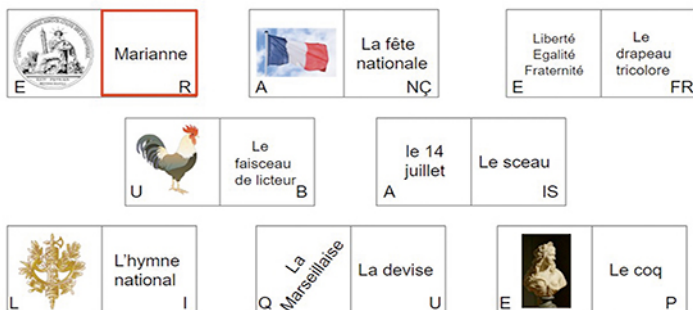 Marianne
E
R
La fête
nationale
A
NÇ
Liberté
Egalité
Fraternité
E
Le
drapeau
tricolore
FR
U
Le
faisceau
de licteur
B
le 14
juillet
A
Le sceau
IS
L
L'hymne
national
I
La
Marseillaise
Q
La devise
U
E
Le coq
P